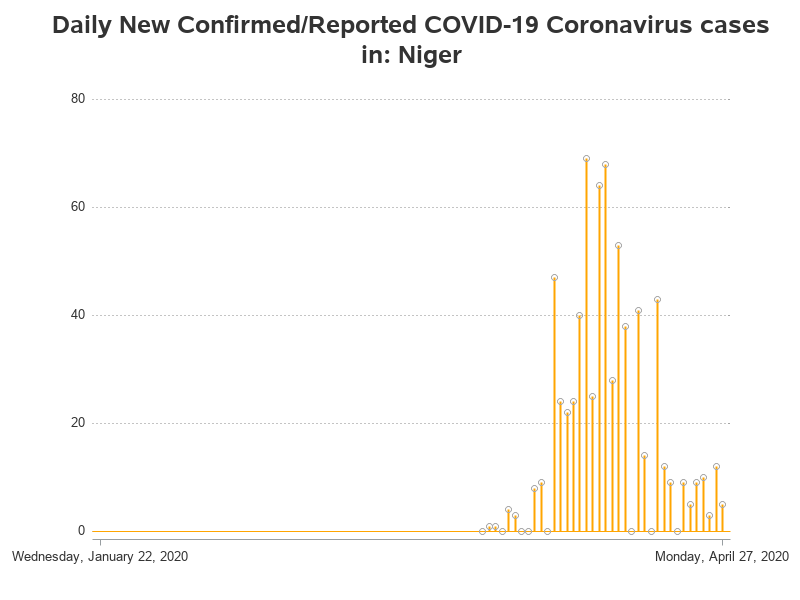 Daily New Confirmed/Reported COVID-19 Coronavirus cases
in: Niger
80
60
40
20
0
Wednesday, January 22, 2020
Monday, April 27, 2020